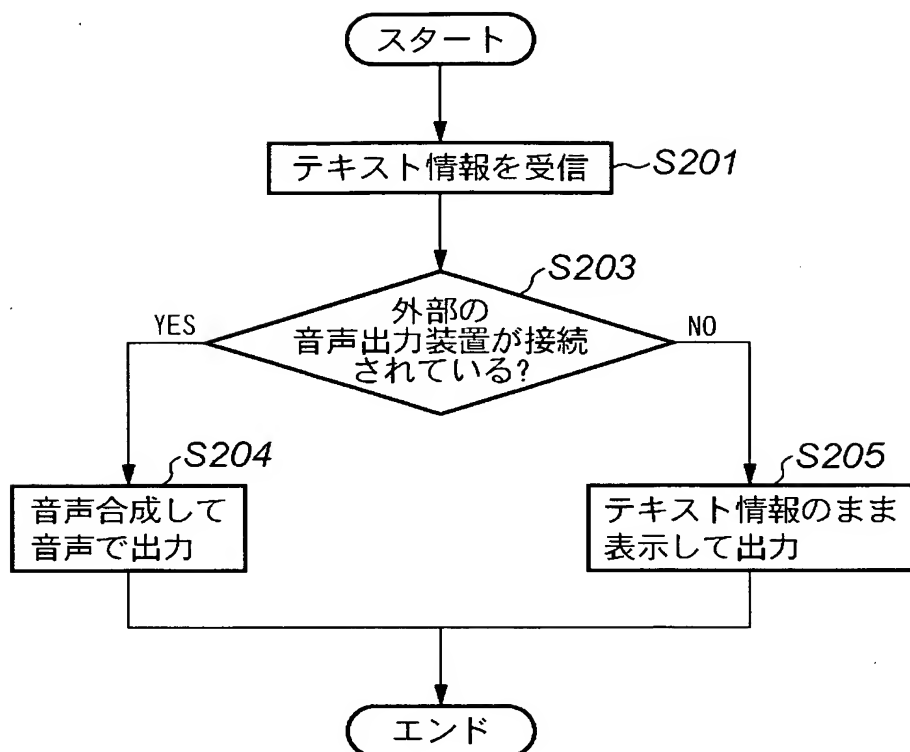 スタート
テキスト情報を受信
S201
S203
外部の
音声出力装置が接続
されている?
YES
NO
S204
音声合成して
音声で出力
S205
テキスト情報のまま
表示して出力
エンド